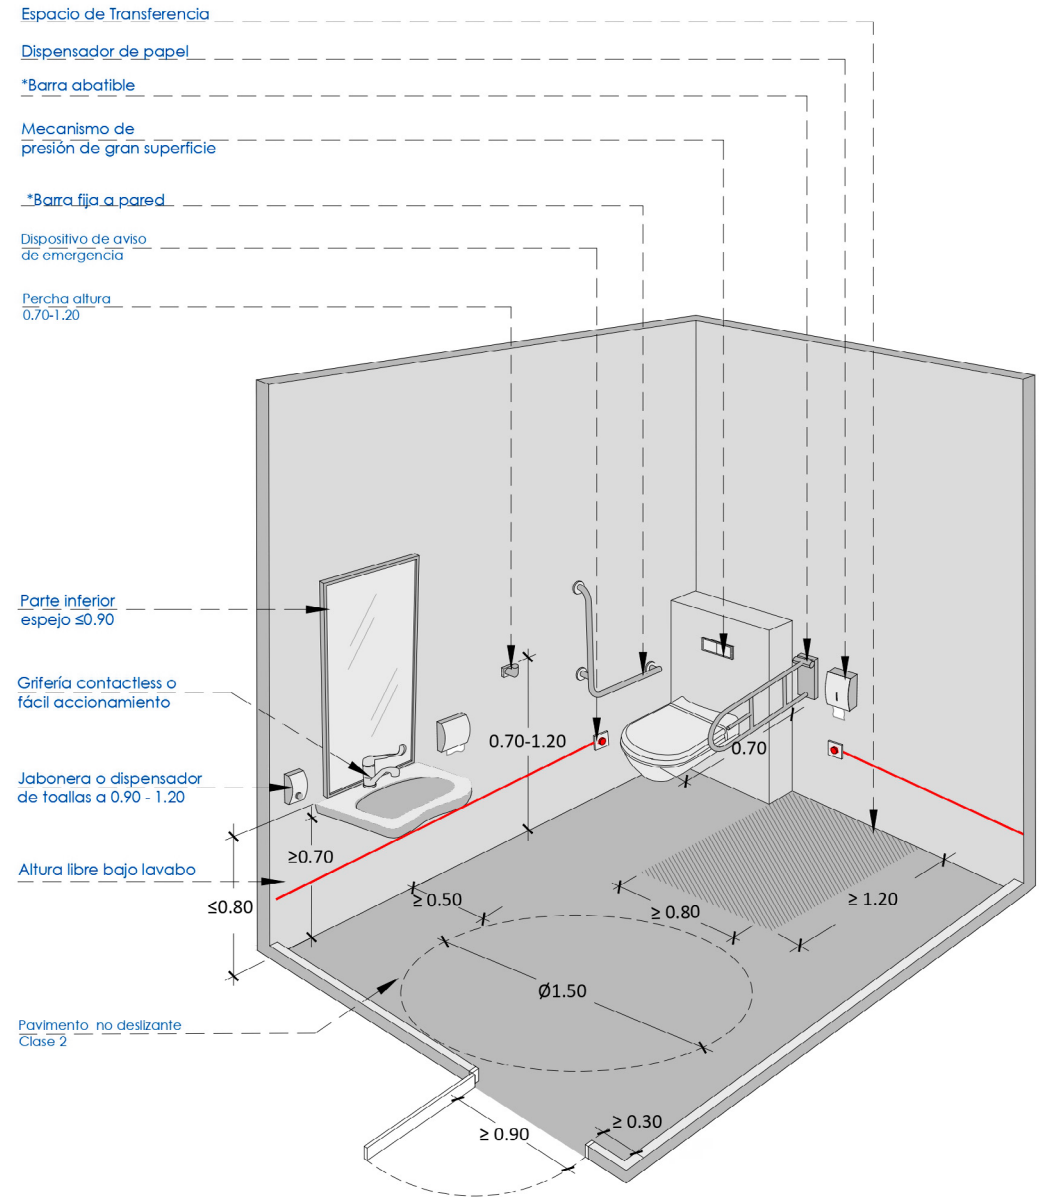 Espacio de Transferencia
Dispensador de papel
*Barra abatible
Mecanismo de
presión de gran superficie
*Barra fija a pared
Dispositivo de aviso
de emergencia
Percha altura
0.70-1.20
Parte inferior
espejo ≤0.90
Grifería contactless o
fácil accionamiento
0.70-1.20
0.70
Jabonera o dispensador
de toallas a 0.90 - 1.20
≥0.70
Altura libre bajo lavabo
≤0.80
≥ 0.50
≥ 0.80
≥ 1.20
Ø1.50
Pavimento no deslizante
Clase 2
≥ 0.90
≥ 0.30